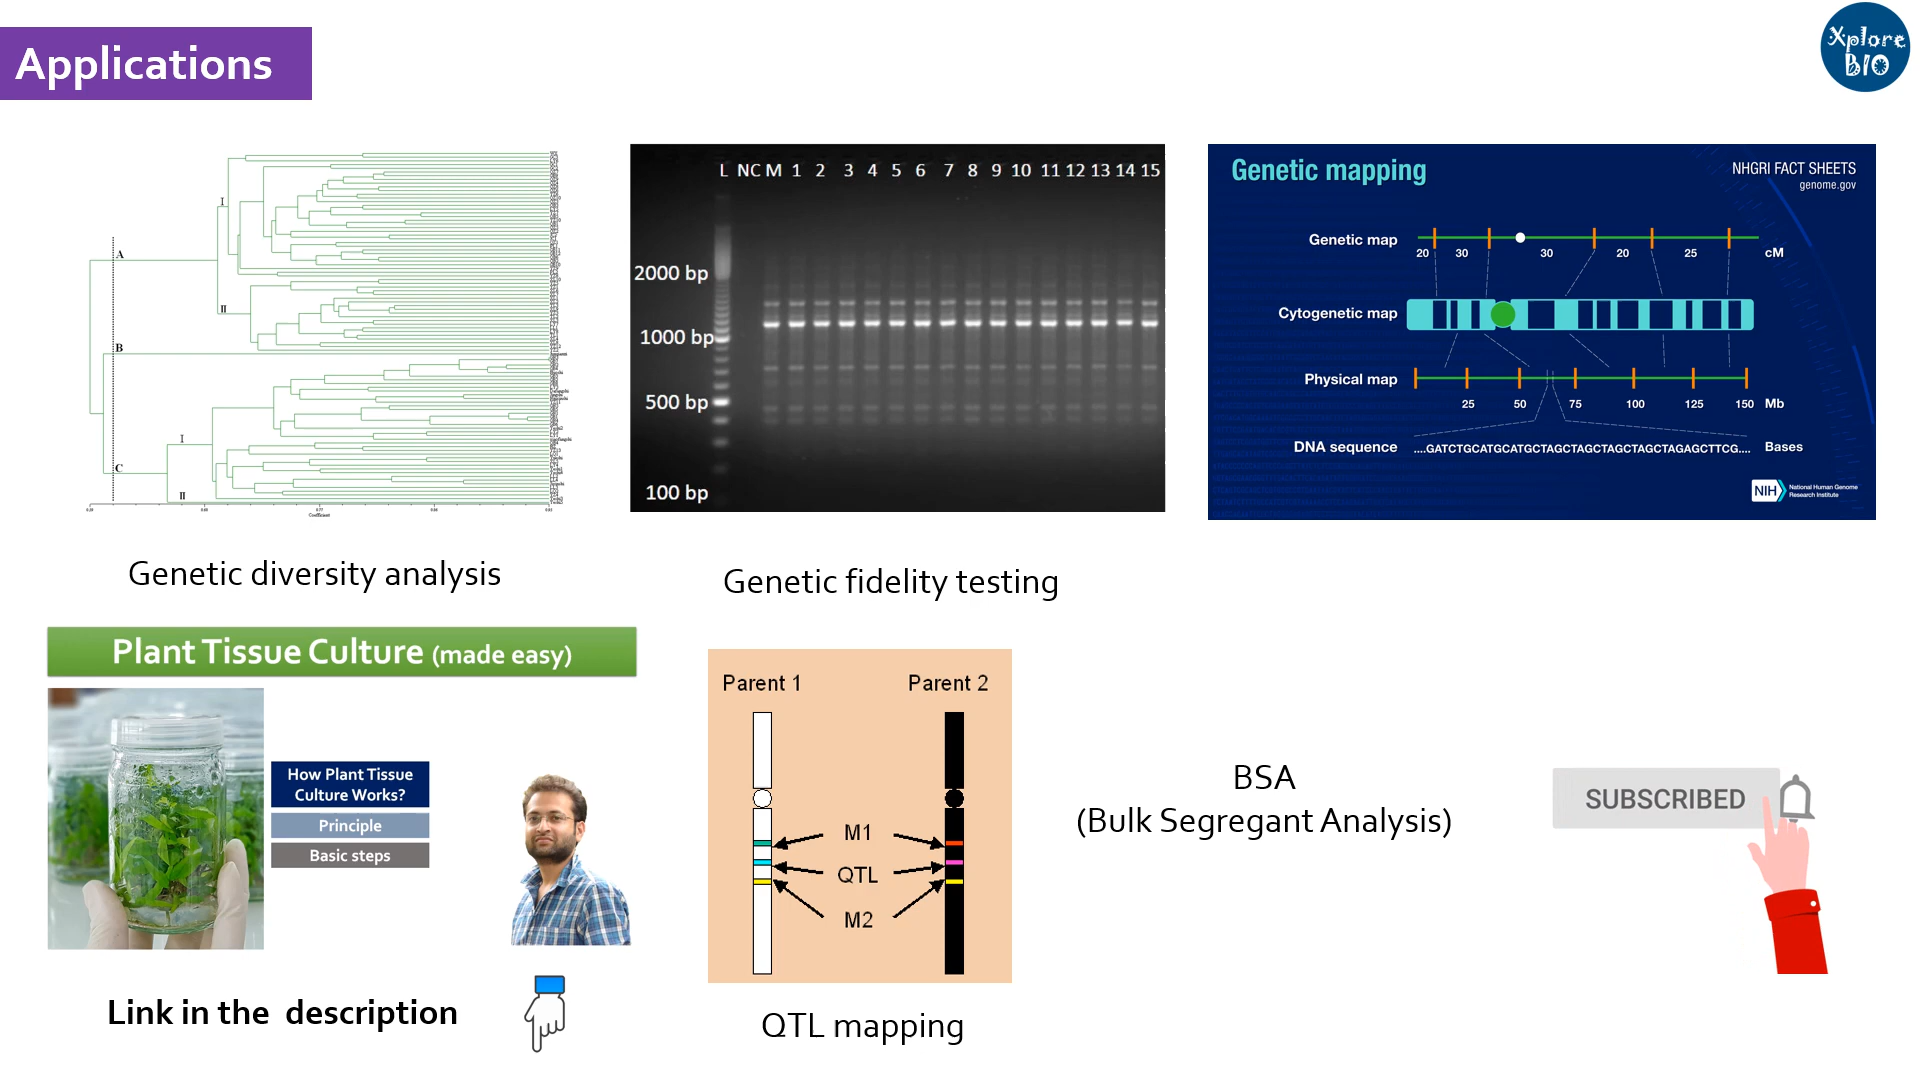 Applications
Xplore
BIO
I
A
II
B
I
C
II
Coefficient
L NC M 1 2 3 4 5 6 7 8 9 10 11 12 13 14 15
2000 bp
1000 bp
500 bp
100 bp
Genetic mapping
NHGRI FACT SHEETS
genome.gov
Genetic map
20 30 30 20 25 cM
Cytogenetic map
Physical map
25 50 75 100 125 150 Mb
DNA sequence ....GATCTGCATGCATGCTAGCTAGCTAGCTAGCTAGAGCTTCG.... Bases
NIH National Human Genome
Research Institute
Genetic diversity analysis
Genetic fidelity testing
Plant Tissue Culture (made easy)
How Plant Tissue
Culture Works?
Principle
Basic steps
Link in the description
Parent 1 Parent 2
M1
QTL
M2
QTL mapping
BSA
(Bulk Segregant Analysis)
SUBSCRIBED